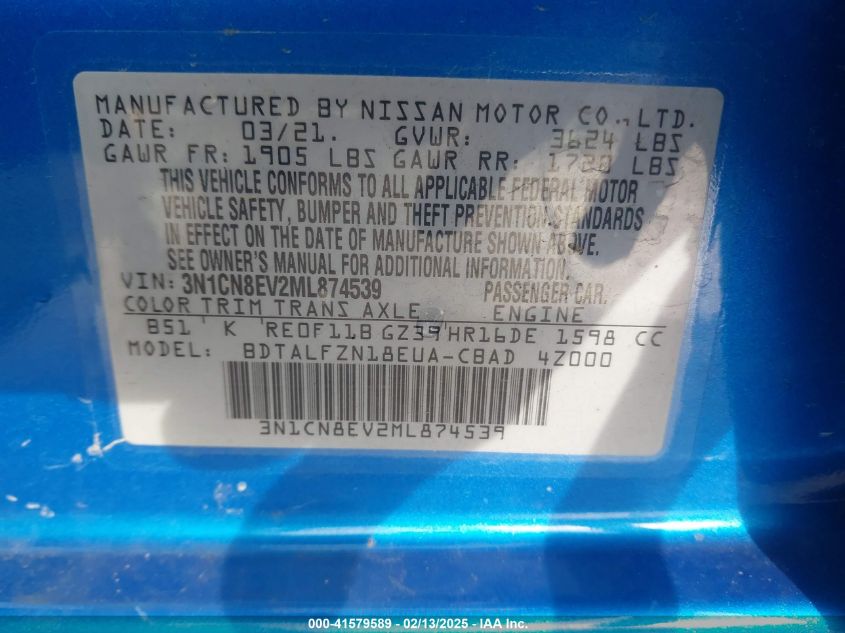 MANUFACTURED BY NISSAN MOTOR CO., LTD.
DATE: 03/21. GVWR: 3624 LBS
GAWR FR: 1905 LBS GAWR RR: 1720 LBS
THIS VEHICLE CONFORMS TO ALL APPLICABLE FEDERAL MOTOR
VEHICLE SAFETY, BUMPER AND THEFT PREVENTION STANDARDS
IN EFFECT ON THE DATE OF MANUFACTURE SHOWN ABOVE.
SEE OWNER'S MANUAL FOR ADDITIONAL INFORMATION.
VIN: 3N1CN8EV2ML874539 PASSENGER CAR.
COLOR TRIM TRANS AXLE ENGINE
B51 K RE0F11B GZ39 HR16DE 1598 CC
MODEL: BDTALFZN18EUA-CBAD 4Z000
3N1CN8EV2ML874539
000-41579589 - 02/13/2025 - IAA Inc.